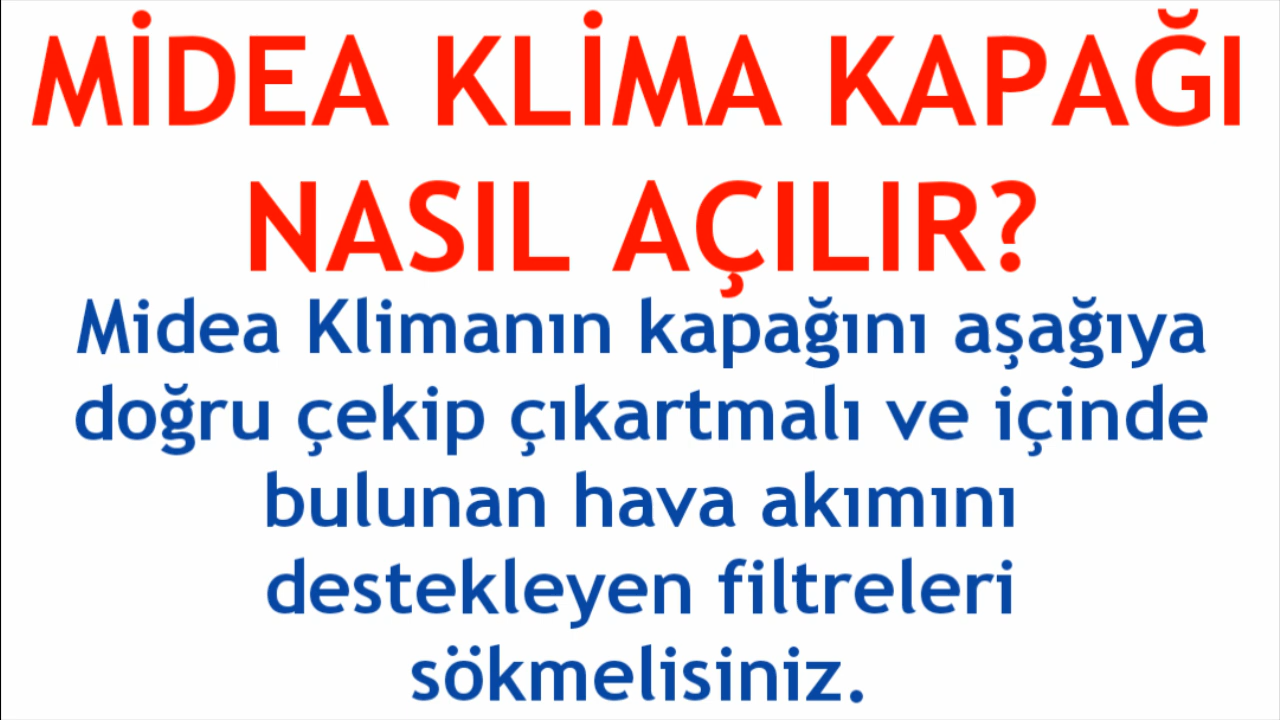 MİDEA KLİMA KAPAĞI
NASIL AÇILIR?
Midea Klimanın kapağını aşağıya
doğru çekip çıkartmalı ve içinde
bulunan hava akımını
destekleyen filtreleri
sökmelisiniz.